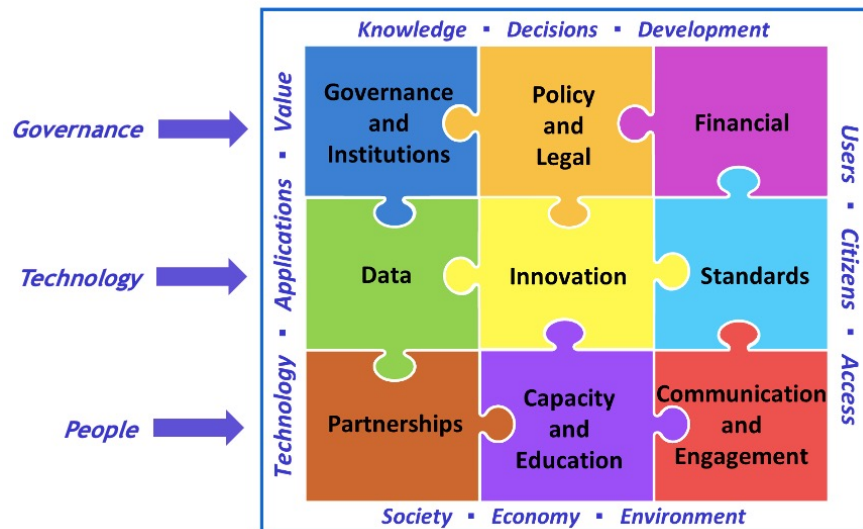 Knowledge ▪ Decisions ▪ Development
Governance
Technology
People
Technology ▪ Applications ▪ Value
Governance
and
Institutions
Policy
and
Legal
Financial
Data
Innovation
Standards
Partnerships
Capacity
and
Education
Communication
and
Engagement
Users ▪ Citizens ▪ Access
Society ▪ Economy ▪ Environment